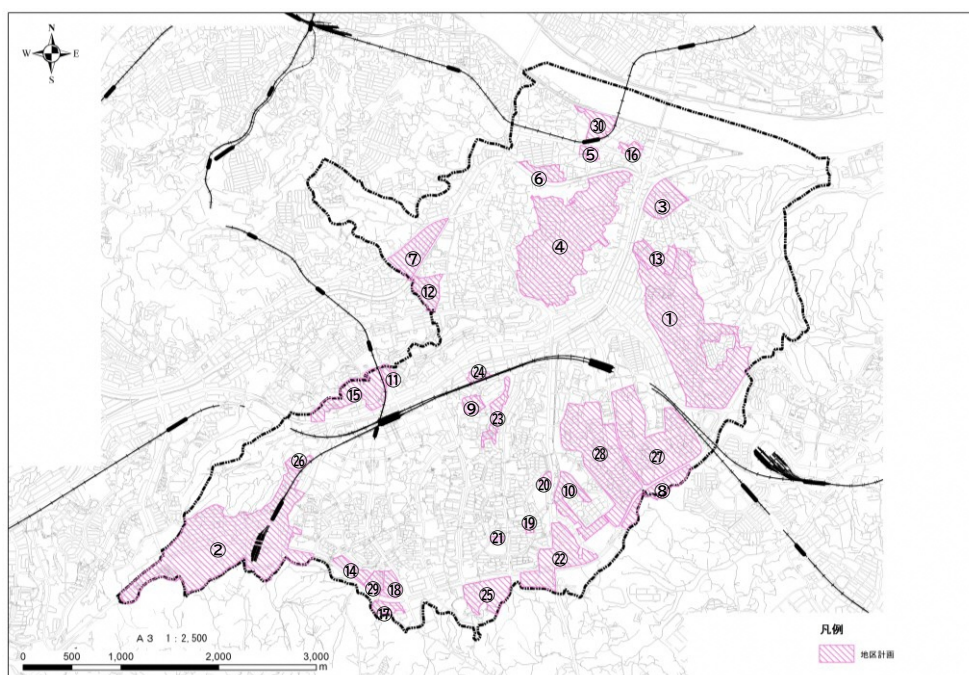 N
W E
S
㉚
⑤ ⑯
⑥
③
④
⑬
⑦
⑫
①
㉔
⑪
⑮
⑨
㉓
㉘ ㉗
㉖
⑳ ⑩ ⑧
⑲
㉑
② ㉒
⑭
㉙ ⑱
㉕
⑰
A3 1:2,500
0 500 1,000 2,000 3,000
m
凡例
地区計画